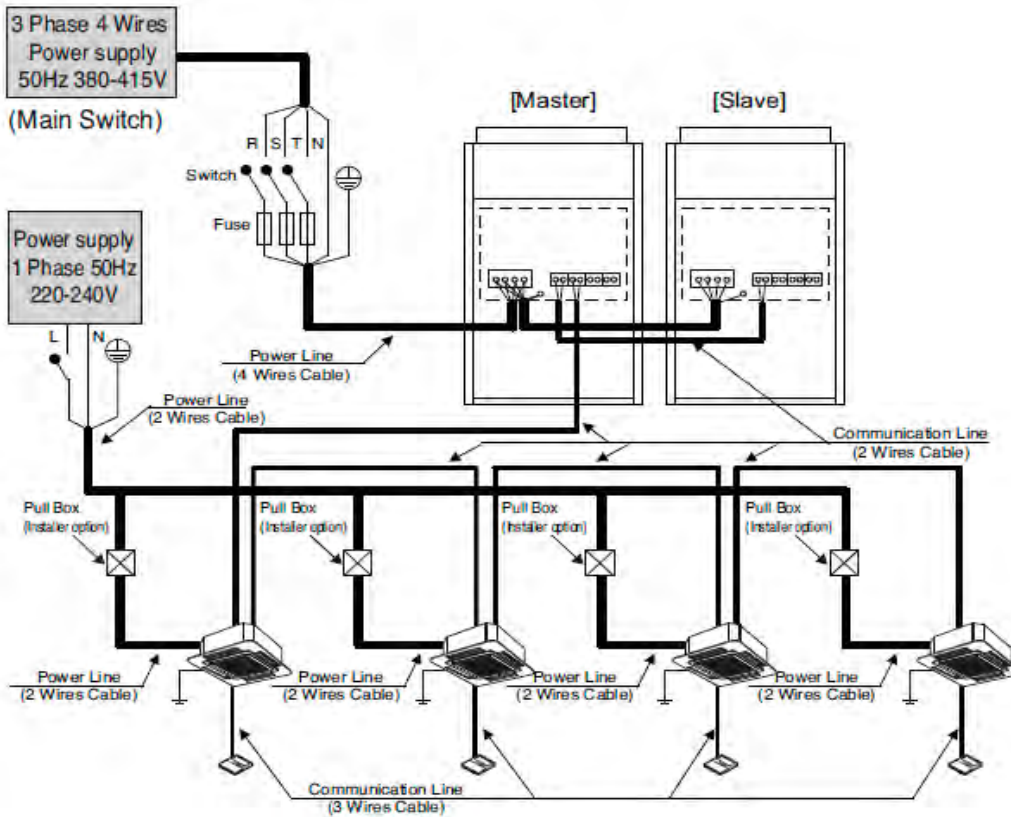 3 Phase 4 Wires
Power supply
50Hz 380-415V
(Main Switch)
[Master]
[Slave]
R S T N
Switch
Fuse
Power supply
1 Phase 50Hz
220-240V
L N
Power Line
(4 Wires Cable)
Power Line
(2 Wires Cable)
Communication Line
(2 Wires Cable)
Pull Box
(Installer option)
Pull Box
(Installer option)
Pull Box
(Installer option)
Pull Box
(Installer option)
Power Line
(2 Wires Cable)
Power Line
(2 Wires Cable)
Power Line
(2 Wires Cable)
Power Line
(2 Wires Cable)
Communication Line
(3 Wires Cable)